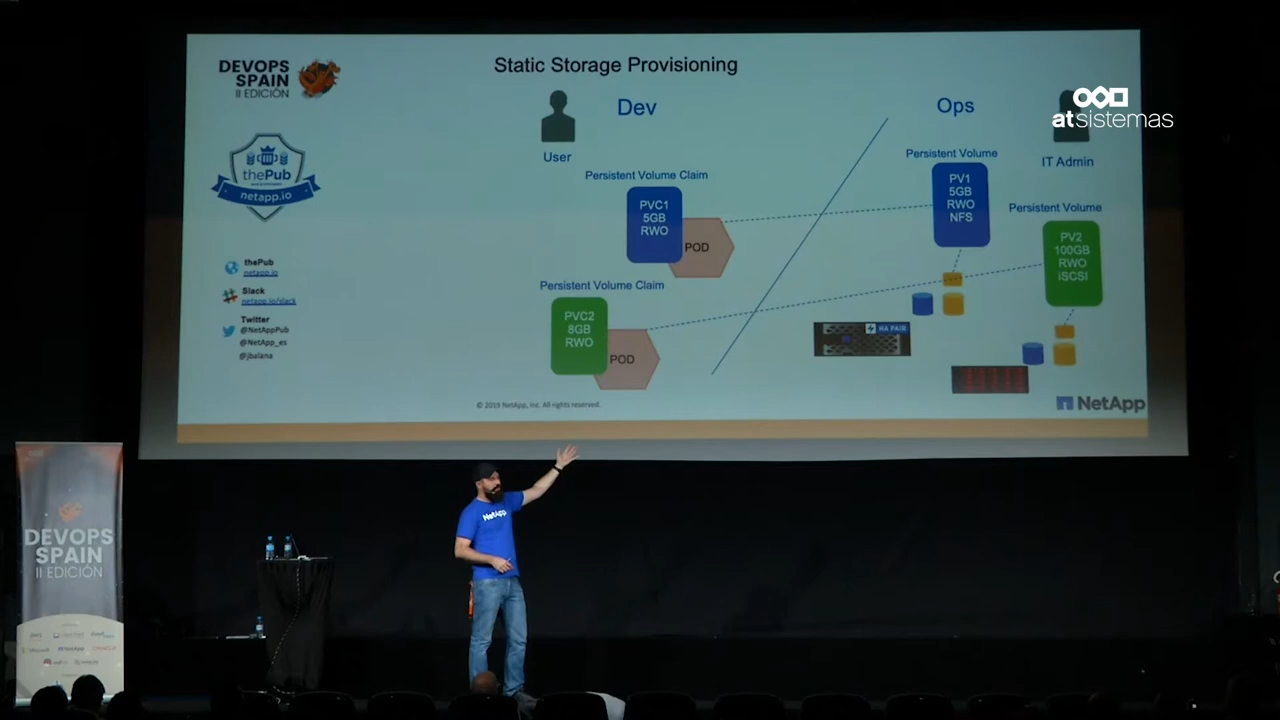 DEVOPS
SPAIN
II EDICIÓN
Static Storage Provisioning
atsistemas
thePub
netapp.io
thePub
netapp.io
Slack
netapp.io/slack
Twitter
@NetAppPub
@NetApp_es
@jbalana
Dev
User
Persistent Volume Claim
PVC1
5GB
RWO
POD
Persistent Volume Claim
PVC2
8GB
RWO
POD
Ops
IT Admin
Persistent Volume
PV1
5GB
RWO
NFS
Persistent Volume
PV2
100GB
RWO
iSCSI
HA PAIR
© 2019 NetApp, Inc. All rights reserved.
NetApp
NetApp
DEVOPS
SPAIN
II EDICIÓN
Microsoft
NetApp
ORACLE